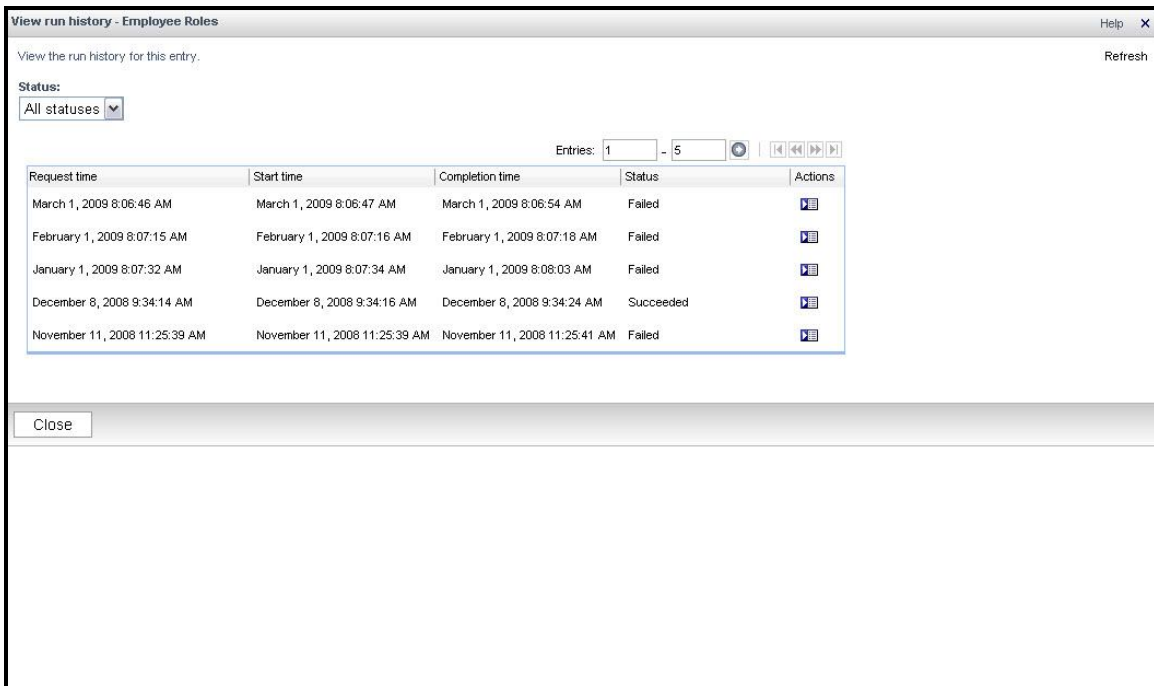 View run history - Employee Roles Help X
View the run history for this entry. Refresh
Status:
All statuses
Entries: 1 - 5
Request time Start time Completion time Status Actions
March 1, 2009 8:06:46 AM March 1, 2009 8:06:47 AM March 1, 2009 8:06:54 AM Failed
February 1, 2009 8:07:15 AM February 1, 2009 8:07:16 AM February 1, 2009 8:07:18 AM Failed
January 1, 2009 8:07:32 AM January 1, 2009 8:07:34 AM January 1, 2009 8:08:03 AM Failed
December 8, 2008 9:34:14 AM December 8, 2008 9:34:16 AM December 8, 2008 9:34:24 AM Succeeded
November 11, 2008 11:25:39 AM November 11, 2008 11:25:39 AM November 11, 2008 11:25:41 AM Failed
Close